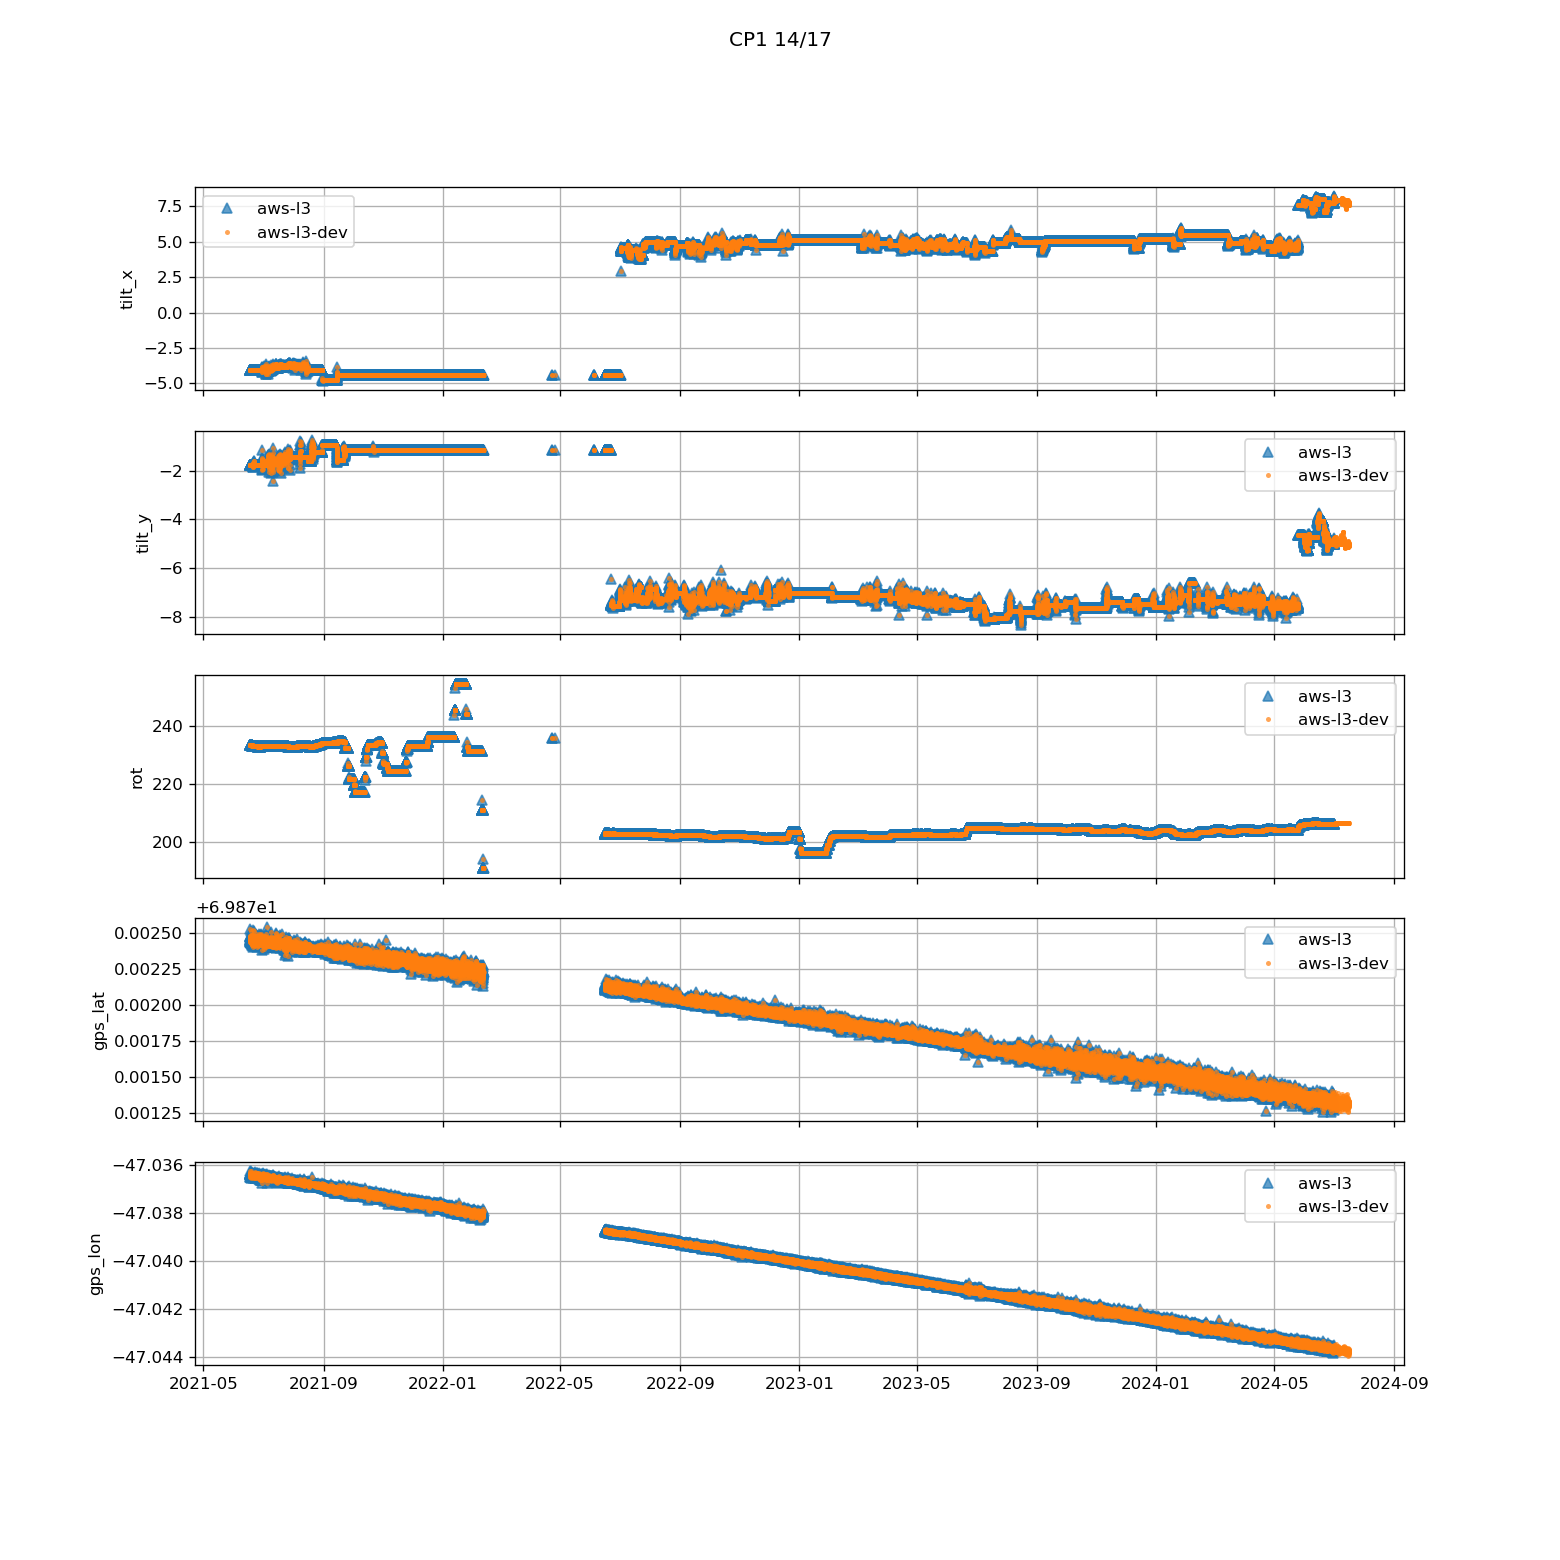 CP1 14/17
7.5
5.0
2.5
0.0
−2.5
−5.0
tilt_x
aws-l3
aws-l3-dev
−2
−4
−6
−8
tilt_y
aws-l3
aws-l3-dev
240
220
200
rot
aws-l3
aws-l3-dev
+6.987e1
0.00250
0.00225
0.00200
0.00175
0.00150
0.00125
gps_lat
aws-l3
aws-l3-dev
−47.036
−47.038
−47.040
−47.042
−47.044
gps_lon
aws-l3
aws-l3-dev
2021-05 2021-09 2022-01 2022-05 2022-09 2023-01 2023-05 2023-09 2024-01 2024-05 2024-09